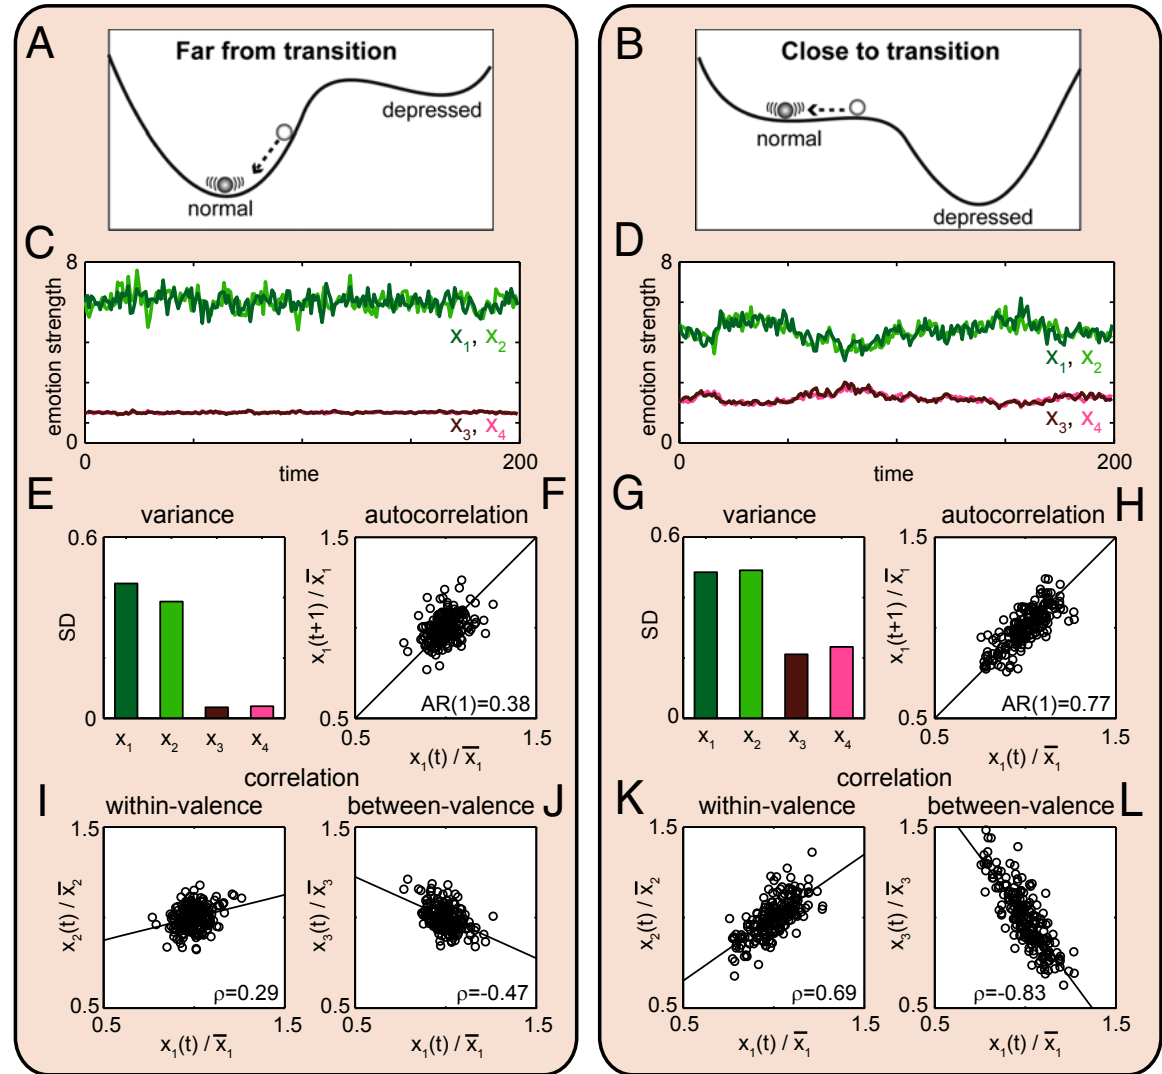 A
Far from transition
depressed
normal
B
Close to transition
normal
depressed
C
8
emotion strength
x₁, x₂
x₃, x₄
0
0
200
time
D
8
emotion strength
x₁, x₂
x₃, x₄
0
0
200
time
E
variance
0.6
SD
0
x₁ x₂ x₃ x₄
F
autocorrelation
1.5
x₁(t+1) / x̅₁
AR(1)=0.38
0.5
0.5
1.5
x₁(t) / x̅₁
G
variance
0.6
SD
0
x₁ x₂ x₃ x₄
H
autocorrelation
1.5
x₁(t+1) / x̅₁
AR(1)=0.77
0.5
0.5
1.5
x₁(t) / x̅₁
correlation
I
within-valence
1.5
x₂(t) / x̅₂
ρ=0.29
0.5
0.5
1.5
x₁(t) / x̅₁
between-valence
J
1.5
x₃(t) / x̅₃
ρ=-0.47
0.5
0.5
1.5
x₁(t) / x̅₁
correlation
K
within-valence
1.5
x₂(t) / x̅₂
ρ=0.69
0.5
0.5
1.5
x₁(t) / x̅₁
between-valence
L
1.5
x₃(t) / x̅₃
ρ=-0.83
0.5
0.5
1.5
x₁(t) / x̅₁